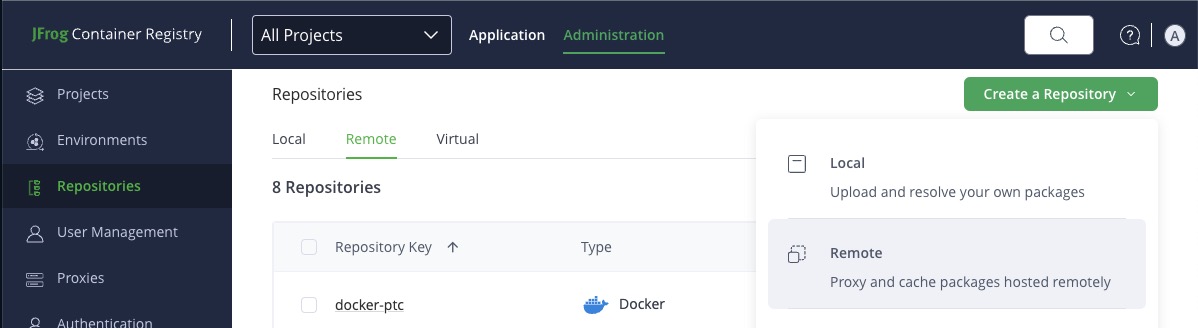 JFrog Container Registry
All Projects
Application
Administration
A
Projects
Environments
Repositories
User Management
Proxies
Authentication
Repositories
Create a Repository
Local
Remote
Virtual
8 Repositories
Repository Key
Type
docker-ptc
Docker
Local
Upload and resolve your own packages
Remote
Proxy and cache packages hosted remotely